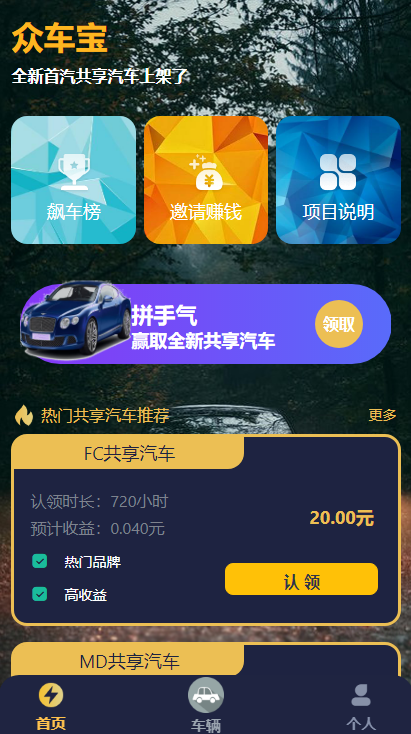 众车宝
全新首汽共享汽车上架了
飙车榜
邀请赚钱
项目说明
拼手气
赢取全新共享汽车
领取
热门共享汽车推荐
更多
FC共享汽车
认领时长：720小时
预计收益：0.040元
20.00元
热门品牌
高收益
认 领
MD共享汽车
首页
车辆
个人